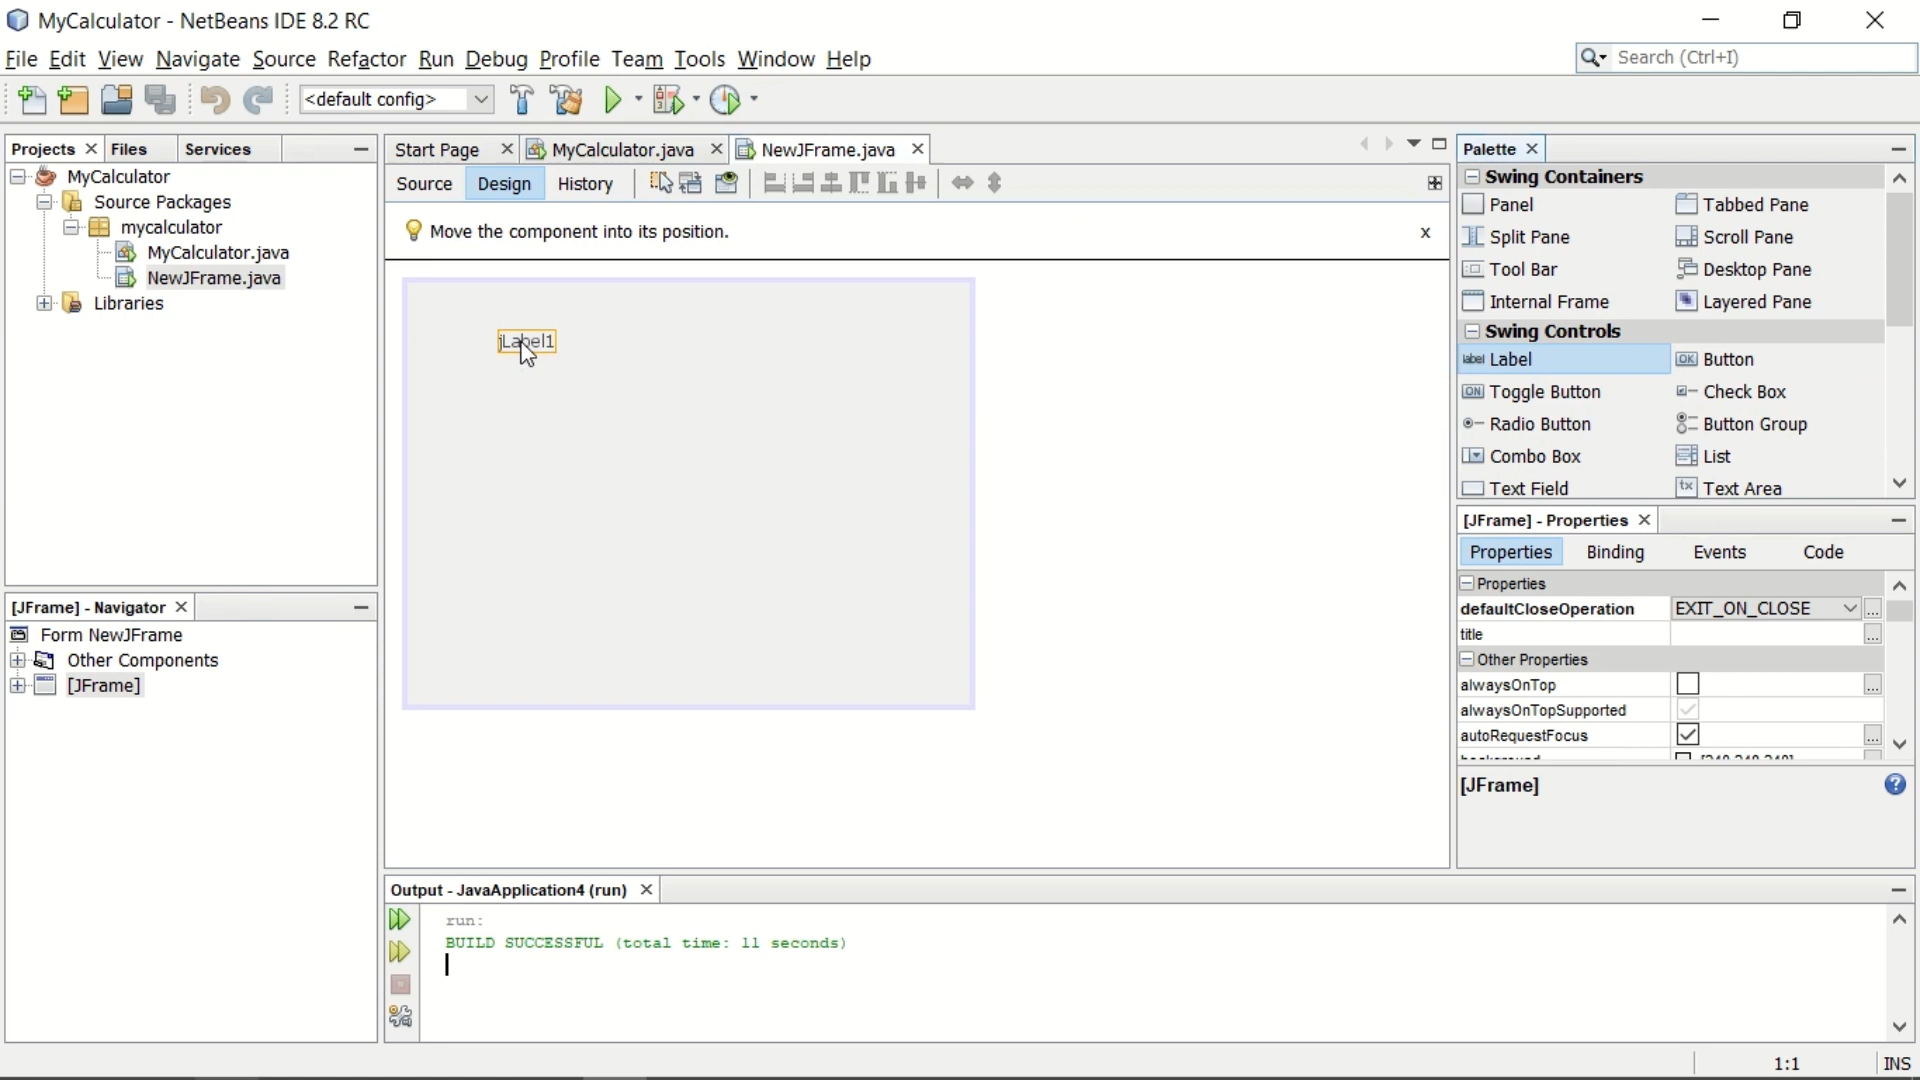 MyCalculator - NetBeans IDE 8.2 RC
File Edit View Navigate Source Refactor Run Debug Profile Team Tools Window Help
Search (Ctrl+I)
<default config>
Projects Files Services
MyCalculator
Source Packages
mycalculator
MyCalculator.java
NewJFrame.java
Libraries
[JFrame] - Navigator
Form NewJFrame
Other Components
[JFrame]
Start Page MyCalculator.java NewJFrame.java
Source Design History
Move the component into its position. x
jLabel1
Palette
Swing Containers
Panel Tabbed Pane
Split Pane Scroll Pane
Tool Bar Desktop Pane
Internal Frame Layered Pane
Swing Controls
label Label OK Button
ON Toggle Button Check Box
Radio Button Button Group
Combo Box List
Text Field tx Text Area
[JFrame] - Properties
Properties Binding Events Code
Properties
defaultCloseOperation EXIT_ON_CLOSE ...
title ...
Other Properties
alwaysOnTop ...
alwaysOnTopSupported
autoRequestFocus ...
[JFrame]
Output - JavaApplication4 (run)
run:
BUILD SUCCESSFUL (total time: 11 seconds)
1:1 INS